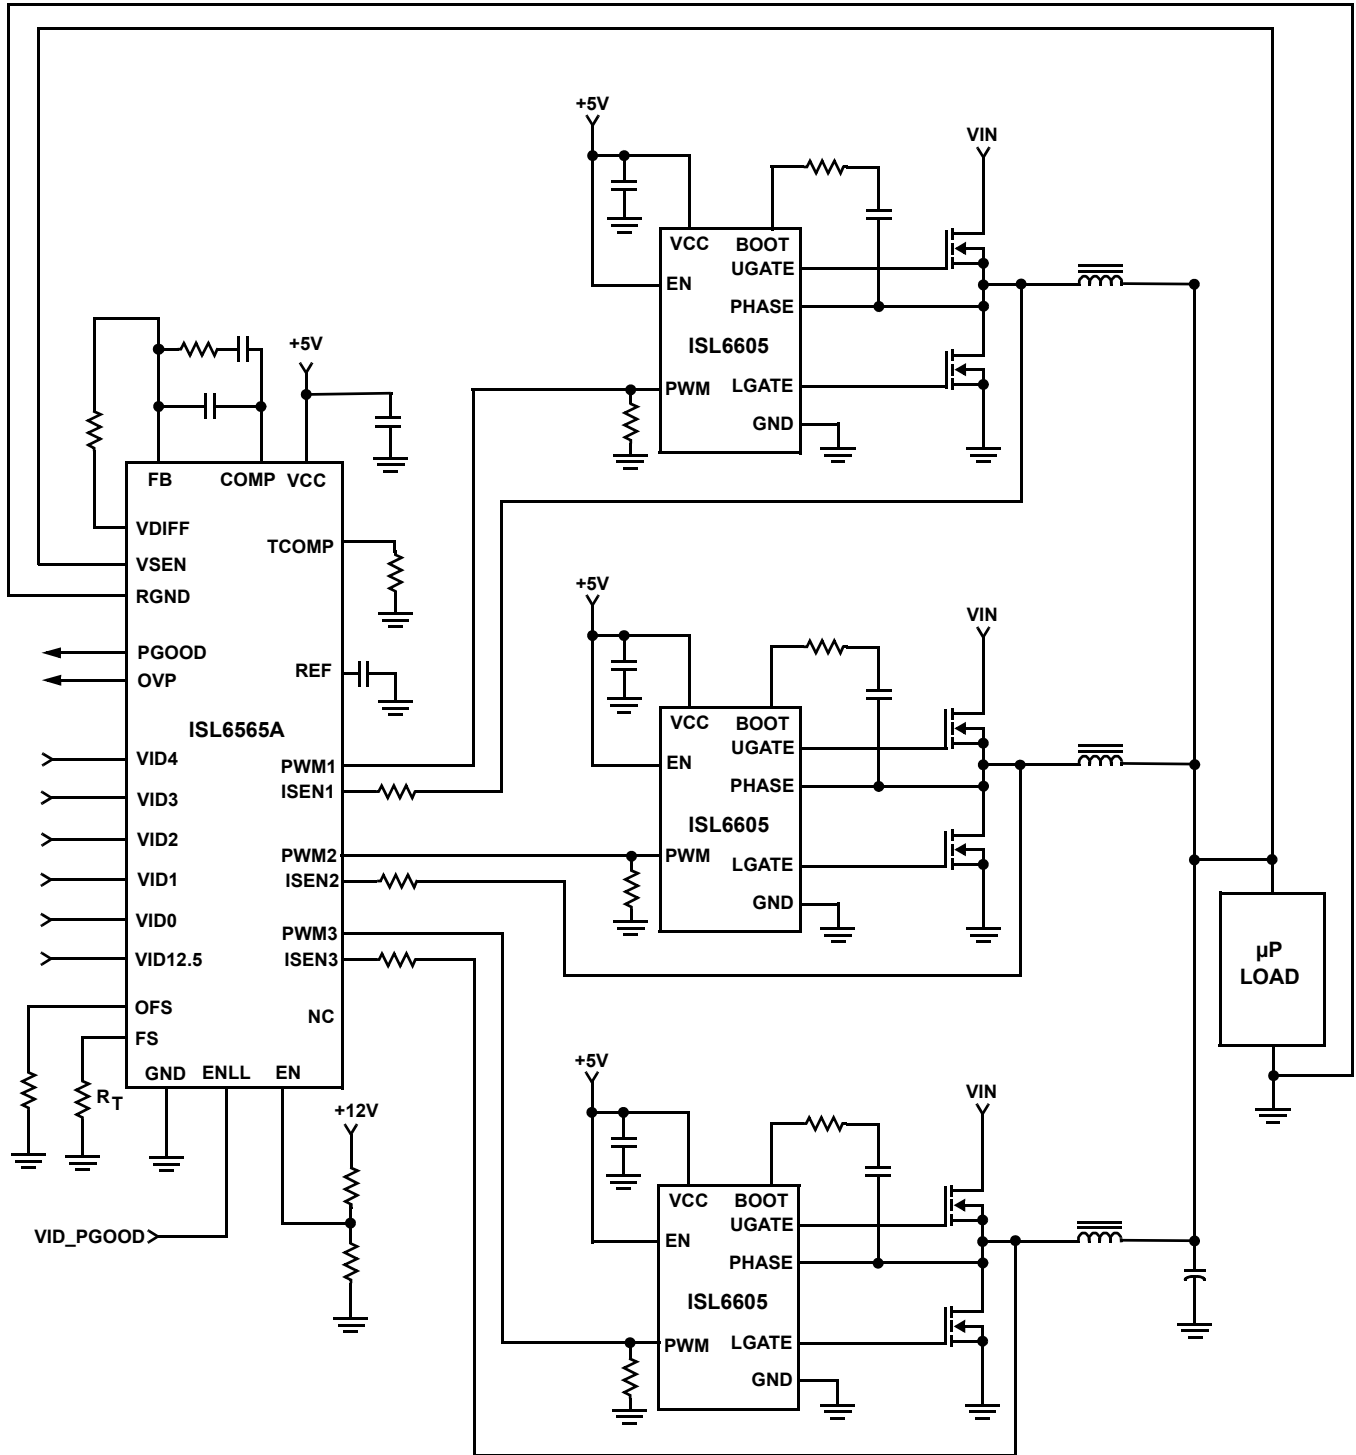 +5V
VIN
VCC
BOOT
UGATE
EN
PHASE
ISL6605
PWM
LGATE
GND
+5V
FB
COMP
VCC
VDIFF
TCOMP
VSEN
RGND
PGOOD
REF
OVP
ISL6565A
VID4
PWM1
ISEN1
VID3
VID2
PWM2
ISEN2
VID1
VID0
PWM3
ISEN3
VID12.5
OFS
NC
FS
GND
ENLL
EN
RT
+12V
VID_PGOOD
+5V
VIN
VCC
BOOT
UGATE
EN
PHASE
ISL6605
PWM
LGATE
GND
µP
LOAD
+5V
VIN
VCC
BOOT
UGATE
EN
PHASE
ISL6605
PWM
LGATE
GND